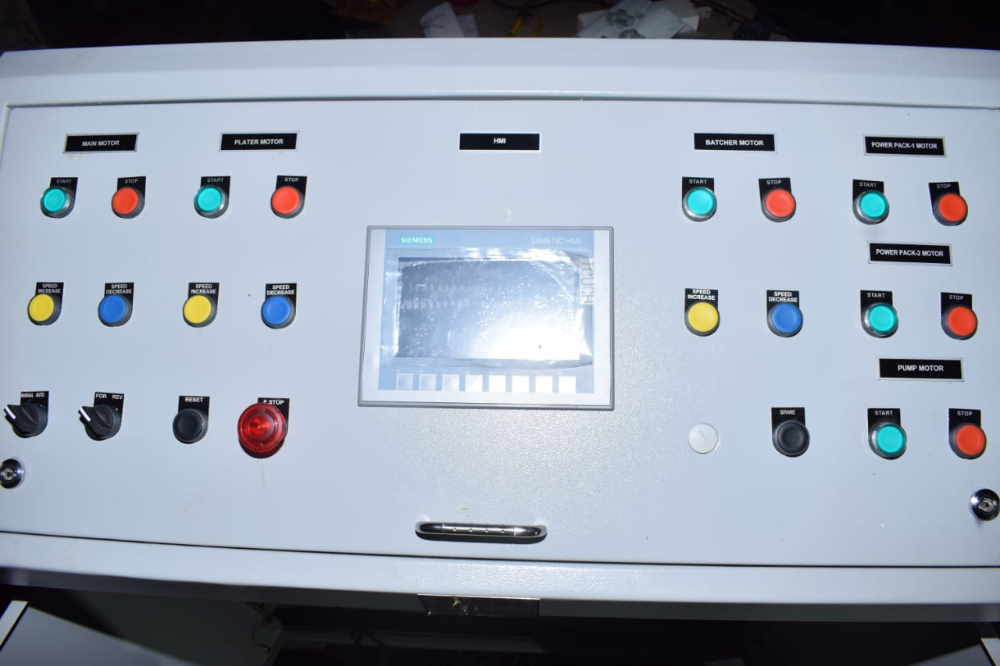 MAIN MOTOR
PLATER MOTOR
HMI
BATCHER MOTOR
POWER PACK-1 MOTOR
START
STOP
START
STOP
START
STOP
START
STOP
SIEMENS
SIMATIC HMI
TOUCH
POWER PACK-2 MOTOR
SPEED
INCREASE
SPEED
DECREASE
SPEED
INCREASE
SPEED
DECREASE
SPEED
INCREASE
SPEED
DECREASE
START
STOP
PUMP MOTOR
MANUAL AUTO
FOR REV
RESET
E STOP
SPARE
START
STOP